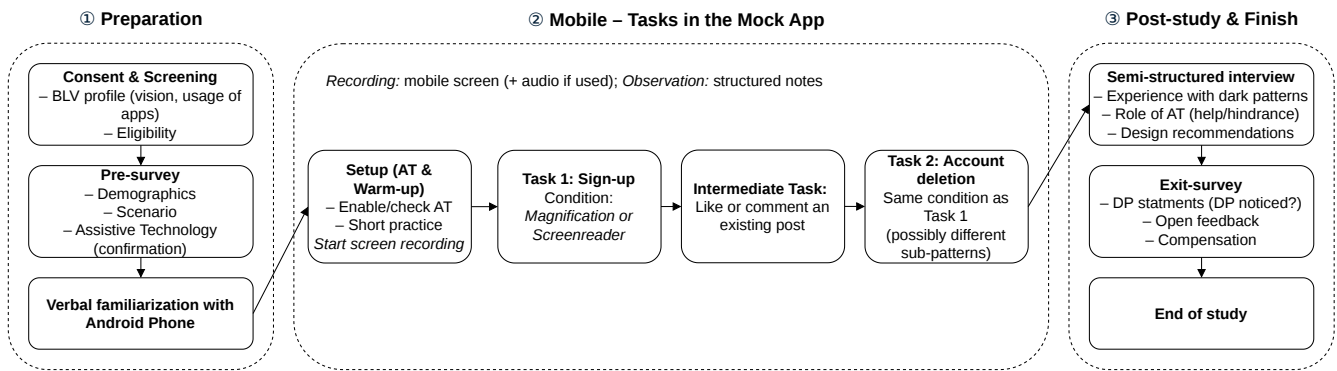 ① Preparation
Consent & Screening
– BLV profile (vision, usage of
apps)
– Eligibility
Pre-survey
– Demographics
– Scenario
– Assistive Technology
(confirmation)
Verbal familiarization with
Android Phone
② Mobile – Tasks in the Mock App
Recording: mobile screen (+ audio if used); Observation: structured notes
Setup (AT &
Warm-up)
– Enable/check AT
– Short practice
Start screen recording
Task 1: Sign-up
Condition:
Magnification or
Screenreader
Intermediate Task:
Like or comment an
existing post
Task 2: Account
deletion
Same condition as
Task 1
(possibly different
sub-patterns)
③ Post-study & Finish
Semi-structured interview
– Experience with dark patterns
– Role of AT (help/hindrance)
– Design recommendations
Exit-survey
– DP statments (DP noticed?)
– Open feedback
– Compensation
End of study